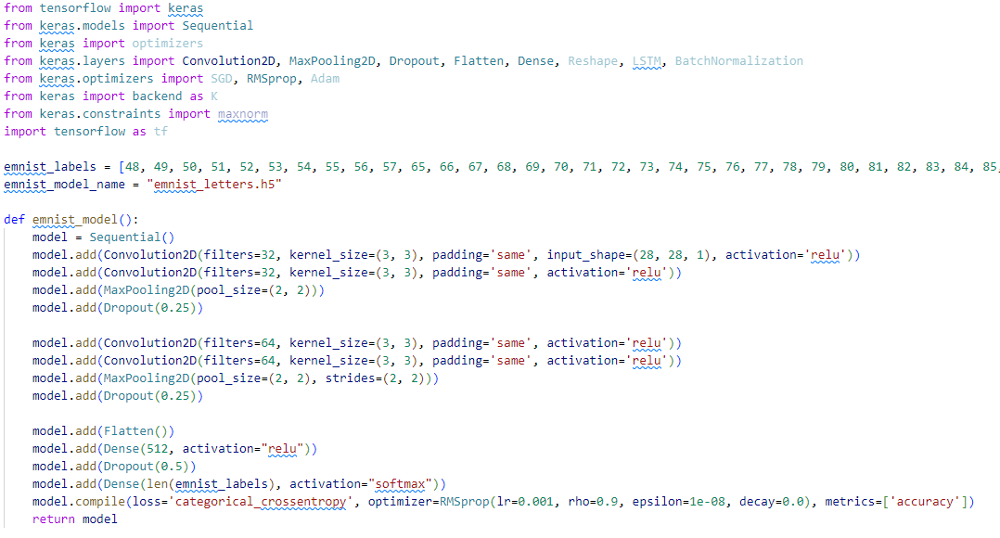 from tensorflow import keras
from keras.models import Sequential
from keras import optimizers
from keras.layers import Convolution2D, MaxPooling2D, Dropout, Flatten, Dense, Reshape, LSTM, BatchNormalization
from keras.optimizers import SGD, RMSprop, Adam
from keras import backend as K
from keras.constraints import maxnorm
import tensorflow as tf
emnist_labels = [48, 49, 50, 51, 52, 53, 54, 55, 56, 57, 65, 66, 67, 68, 69, 70, 71, 72, 73, 74, 75, 76, 77, 78, 79, 80, 81, 82, 83, 84, 85,
emnist_model_name = "emnist_letters.h5"
def emnist_model():
    model = Sequential()
    model.add(Convolution2D(filters=32, kernel_size=(3, 3), padding='same', input_shape=(28, 28, 1), activation='relu'))
    model.add(Convolution2D(filters=32, kernel_size=(3, 3), padding='same', activation='relu'))
    model.add(MaxPooling2D(pool_size=(2, 2)))
    model.add(Dropout(0.25))
    model.add(Convolution2D(filters=64, kernel_size=(3, 3), padding='same', activation='relu'))
    model.add(Convolution2D(filters=64, kernel_size=(3, 3), padding='same', activation='relu'))
    model.add(MaxPooling2D(pool_size=(2, 2), strides=(2, 2)))
    model.add(Dropout(0.25))
    model.add(Flatten())
    model.add(Dense(512, activation="relu"))
    model.add(Dropout(0.5))
    model.add(Dense(len(emnist_labels), activation="softmax"))
    model.compile(loss='categorical_crossentropy', optimizer=RMSprop(lr=0.001, rho=0.9, epsilon=1e-08, decay=0.0), metrics=['accuracy'])
    return model